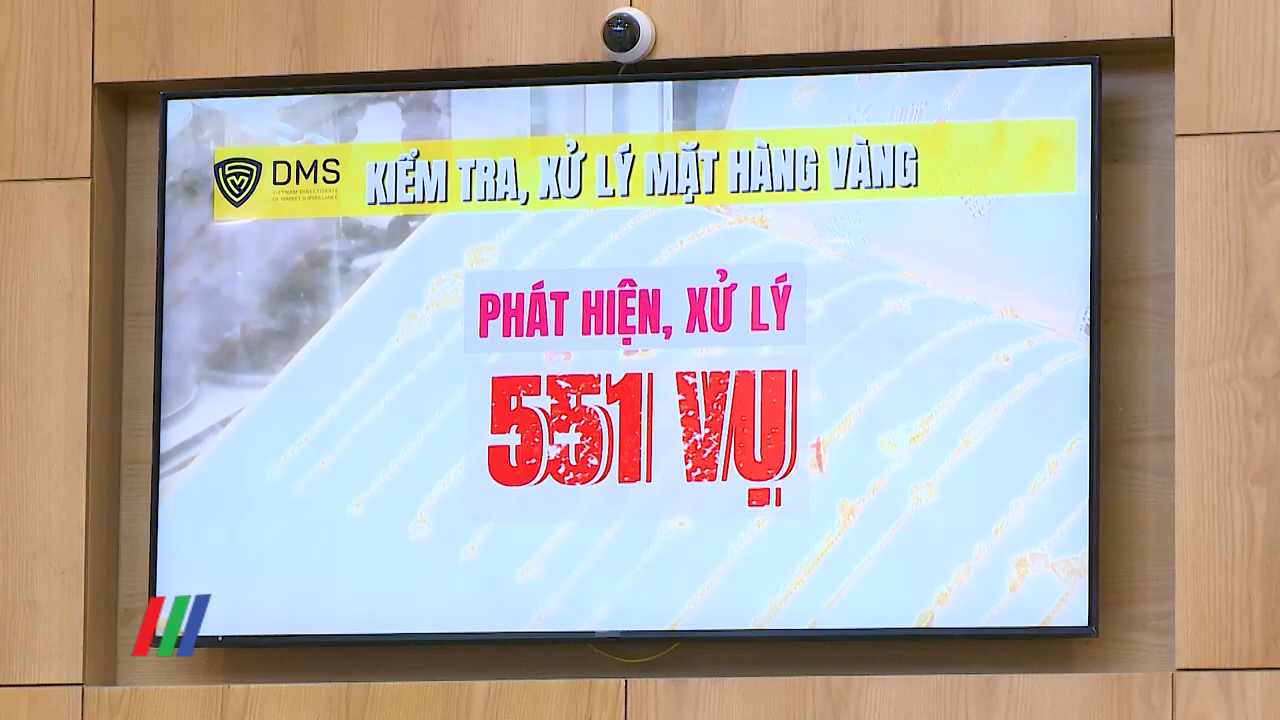 DMS
VIETNAM DIRECTORATE
OF MARKET SURVEILLANCE
KIỂM TRA, XỬ LÝ MẶT HÀNG VÀNG
PHÁT HIỆN, XỬ LÝ
551 VỤ